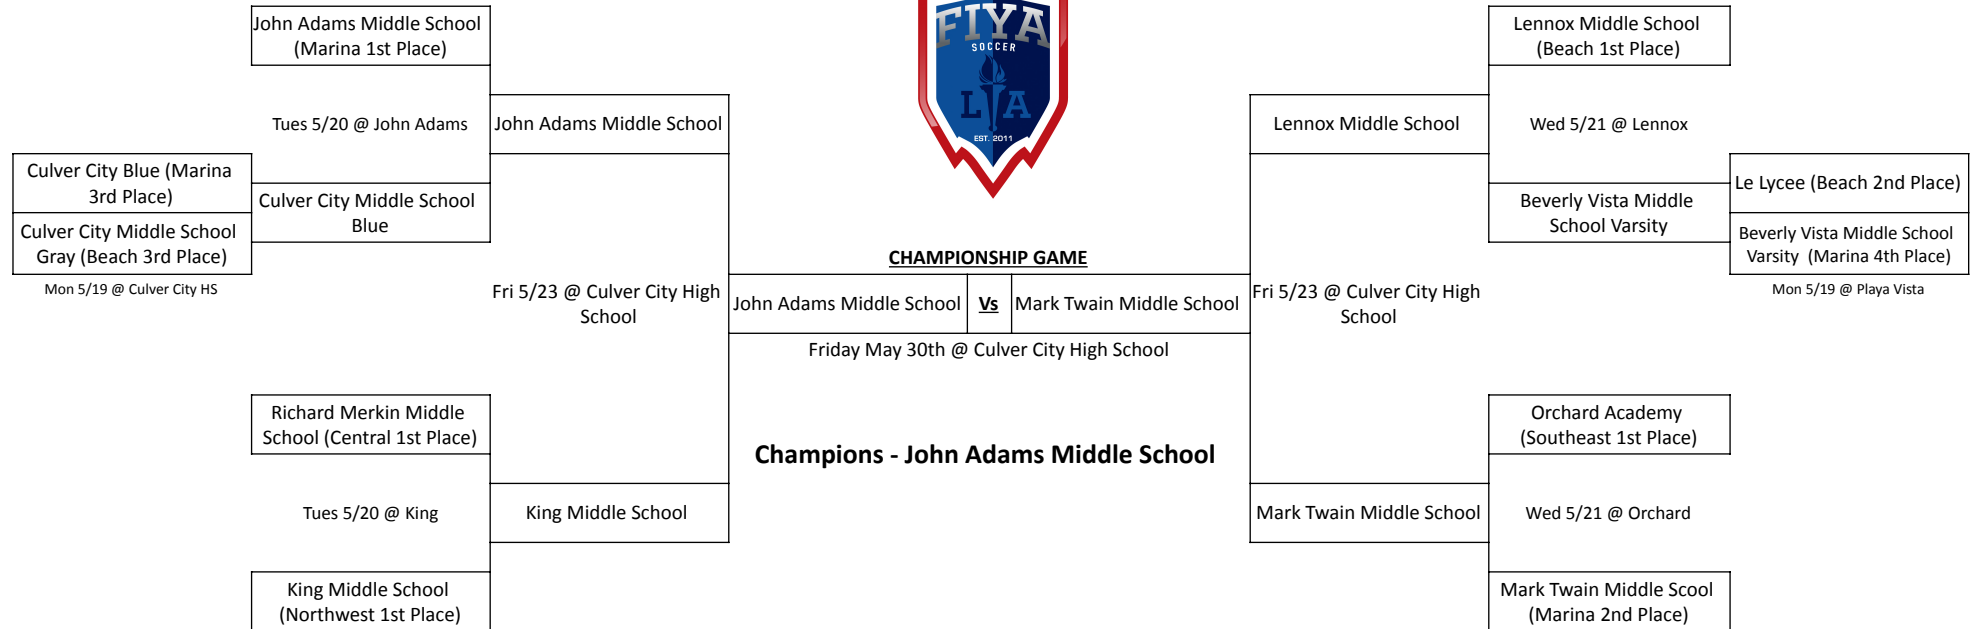 John Adams Middle School
(Marina 1st Place)
Tues 5/20 @ John Adams
John Adams Middle School
Culver City Blue (Marina
3rd Place)
Culver City Middle School
Gray (Beach 3rd Place)
Mon 5/19 @ Culver City HS
Culver City Middle School
Blue
Fri 5/23 @ Culver City High
School
Richard Merkin Middle
School (Central 1st Place)
Tues 5/20 @ King
King Middle School
King Middle School
(Northwest 1st Place)
FIYA
SOCCER
L A
EST. 2011
CHAMPIONSHIP GAME
John Adams Middle School
Vs
Mark Twain Middle School
Friday May 30th @ Culver City High School
Champions - John Adams Middle School
Lennox Middle School
(Beach 1st Place)
Lennox Middle School
Wed 5/21 @ Lennox
Le Lycee (Beach 2nd Place)
Beverly Vista Middle
School Varsity
Beverly Vista Middle School
Varsity (Marina 4th Place)
Mon 5/19 @ Playa Vista
Fri 5/23 @ Culver City High
School
Orchard Academy
(Southeast 1st Place)
Mark Twain Middle School
Wed 5/21 @ Orchard
Mark Twain Middle Scool
(Marina 2nd Place)